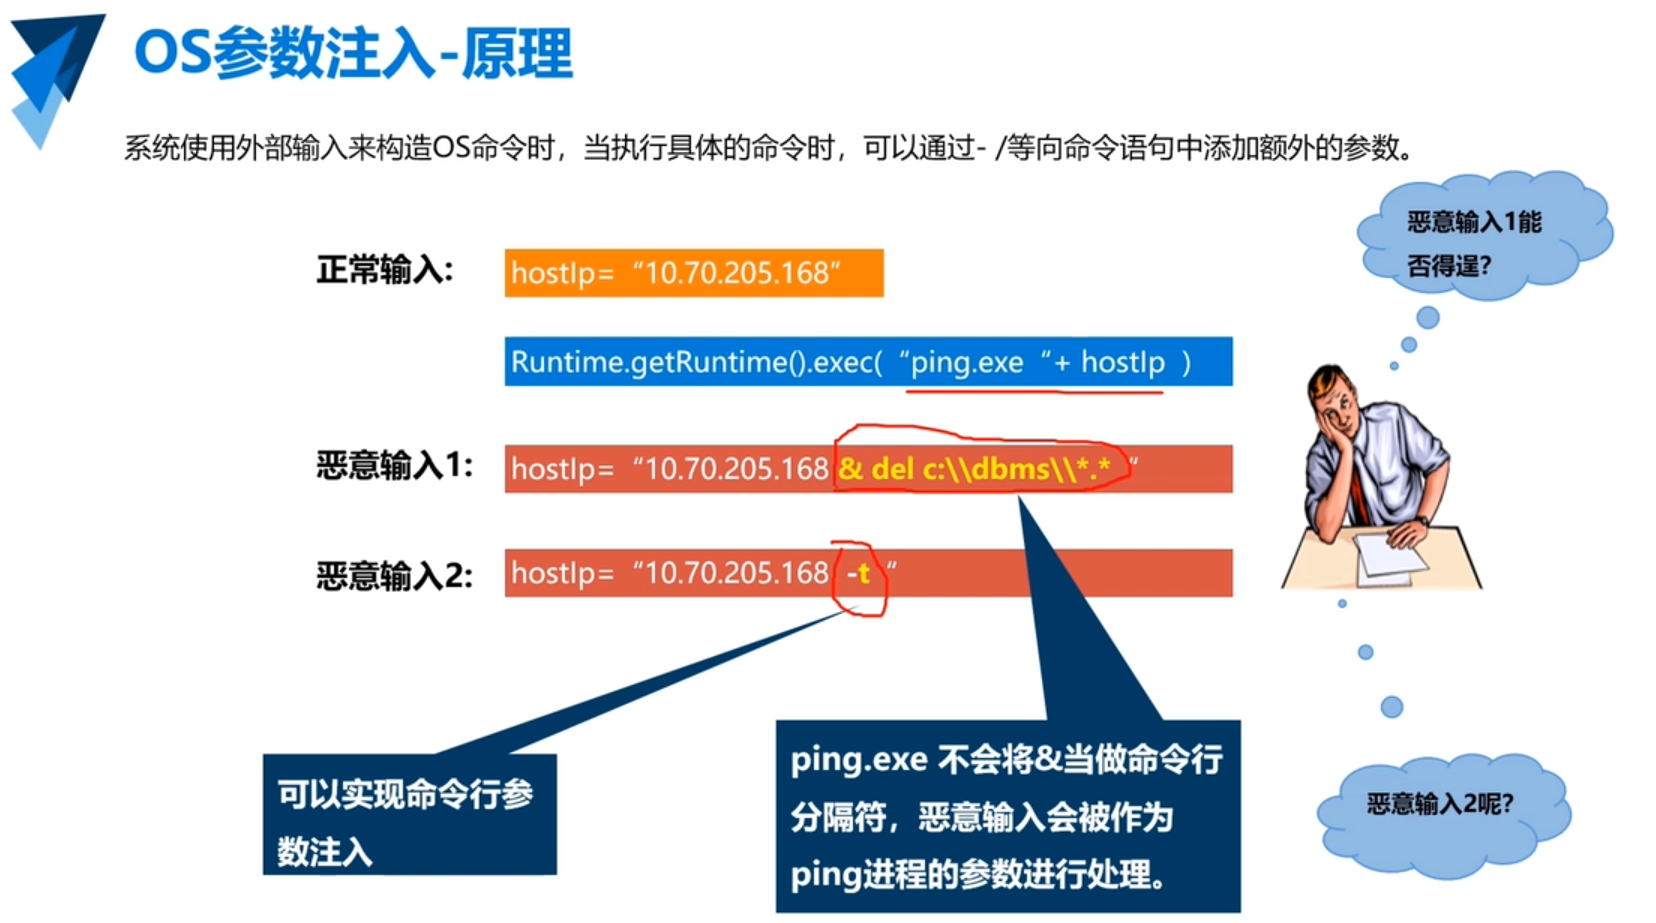 OS参数注入-原理
系统使用外部输入来构造OS命令时，当执行具体的命令时，可以通过- /等向命令语句中添加额外的参数。
恶意输入1能
否得逞?
正常输入:
hostIp= “10.70.205.168”
Runtime.getRuntime().exec( “ping.exe “+ hostIp )
恶意输入1:
hostIp= “10.70.205.168 & del c:\\dbms\\*.* “
恶意输入2:
hostIp= “10.70.205.168 -t “
可以实现命令行参
数注入
ping.exe 不会将&当做命令行
分隔符，恶意输入会被作为
ping进程的参数进行处理。
恶意输入2呢?